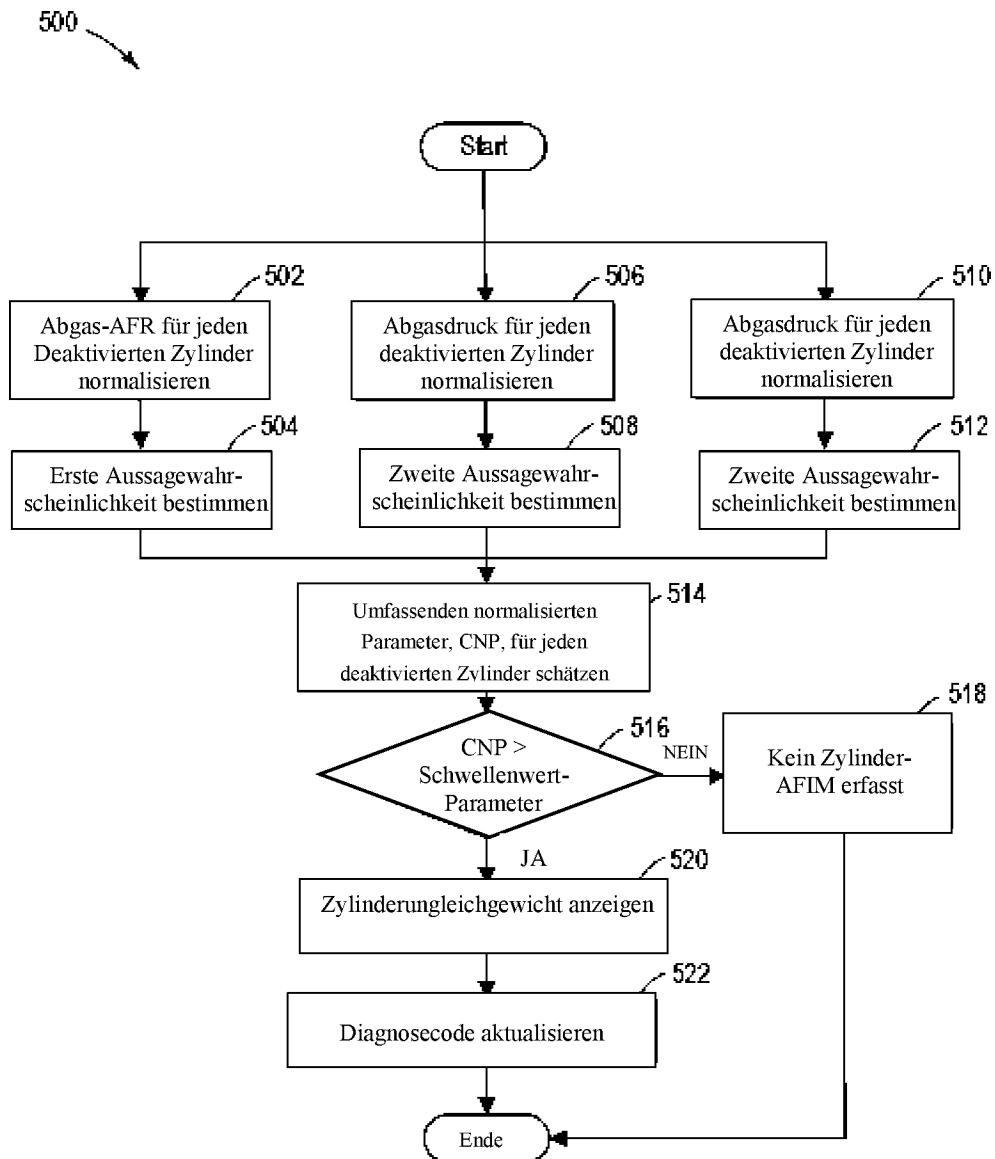 500
Start
502
Abgas-AFR für jeden
Deaktivierten Zylinder
normalisieren
506
Abgasdruck für jeden
deaktivierten Zylinder
normalisieren
510
Abgasdruck für jeden
deaktivierten Zylinder
normalisieren
504
Erste Aussagewahr-
scheinlichkeit bestimmen
508
Zweite Aussagewahr-
scheinlichkeit bestimmen
512
Zweite Aussagewahr-
scheinlichkeit bestimmen
514
Umfassenden normalisierten
Parameter, CNP, für jeden
deaktivierten Zylinder schätzen
516
CNP >
Schwellenwert-
Parameter
NEIN
518
Kein Zylinder-
AFIM erfasst
JA
520
Zylinderungleichgewicht anzeigen
522
Diagnosecode aktualisieren
Ende